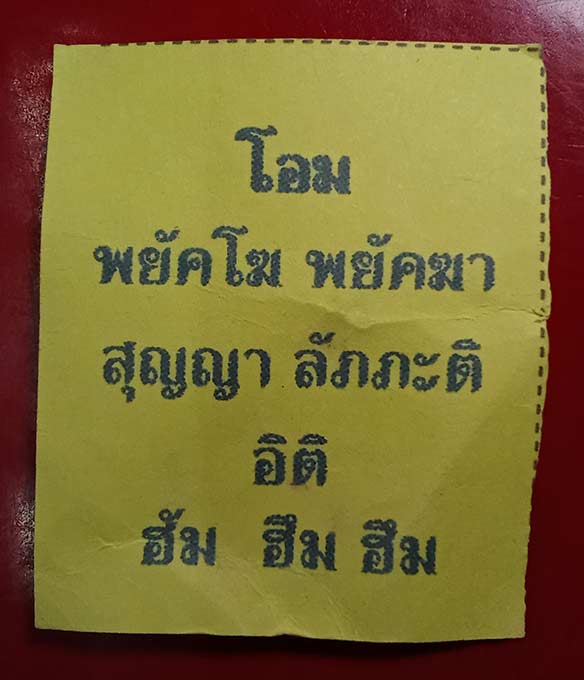 โอม
พยัคโฆ พยัคฆา
สุญญา ลัภภะติ
อิติ
ฮัม ฮึม ฮึม